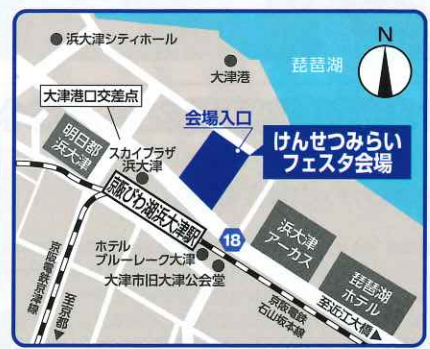 浜大津シティホール
大津港
琵琶湖
N
大津港口交差点
会場入口
けんせつみらい
フェスタ会場
明日都
浜大津
スカイプラザ
浜大津
京阪びわ湖浜大津駅
18
浜大津
アーカス
琵琶湖
ホテル
ホテル
ブルーレーク大津
大津市旧大津公会堂
京阪電鉄京津線
至京都
京阪電鉄
石山坂本線
至近江大橋